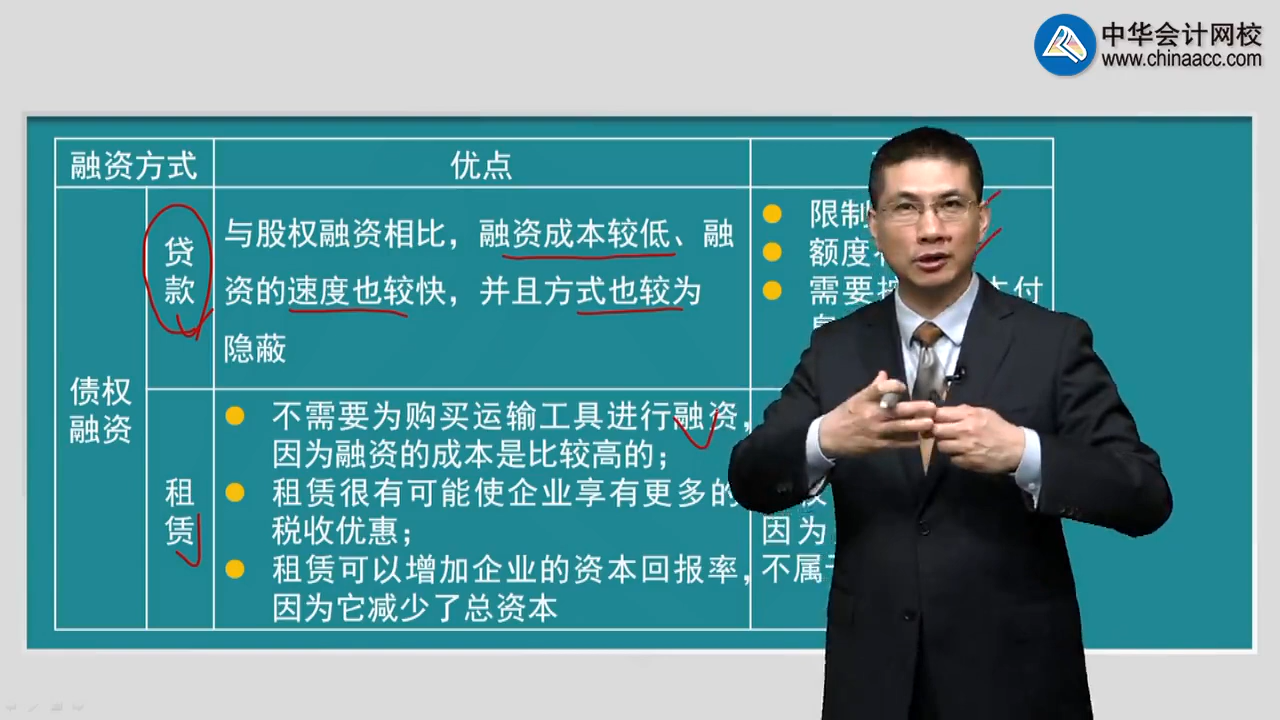 中华会计网校
www.chinaacc.com
融资方式
优点
债权
融资
贷
款
与股权融资相比，融资成本较低、融
资的速度也较快，并且方式也较为
隐蔽
限制
额度
需要
付
租
赁
不需要为购买运输工具进行融资，
因为融资的成本是比较高的；
租赁很有可能使企业享有更多的
税收优惠；
租赁可以增加企业的资本回报率，
因为它减少了总资本
因为
不属